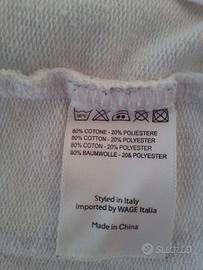 80% COTONE - 20% POLIESTERE
80% COTTON - 20% POLYESTER
80% COTON - 20% POLYESTER
80% BAUMWOLLE - 20% POLYESTER
Styled in Italy
Imported by WAGE Italia
Made in China
subito